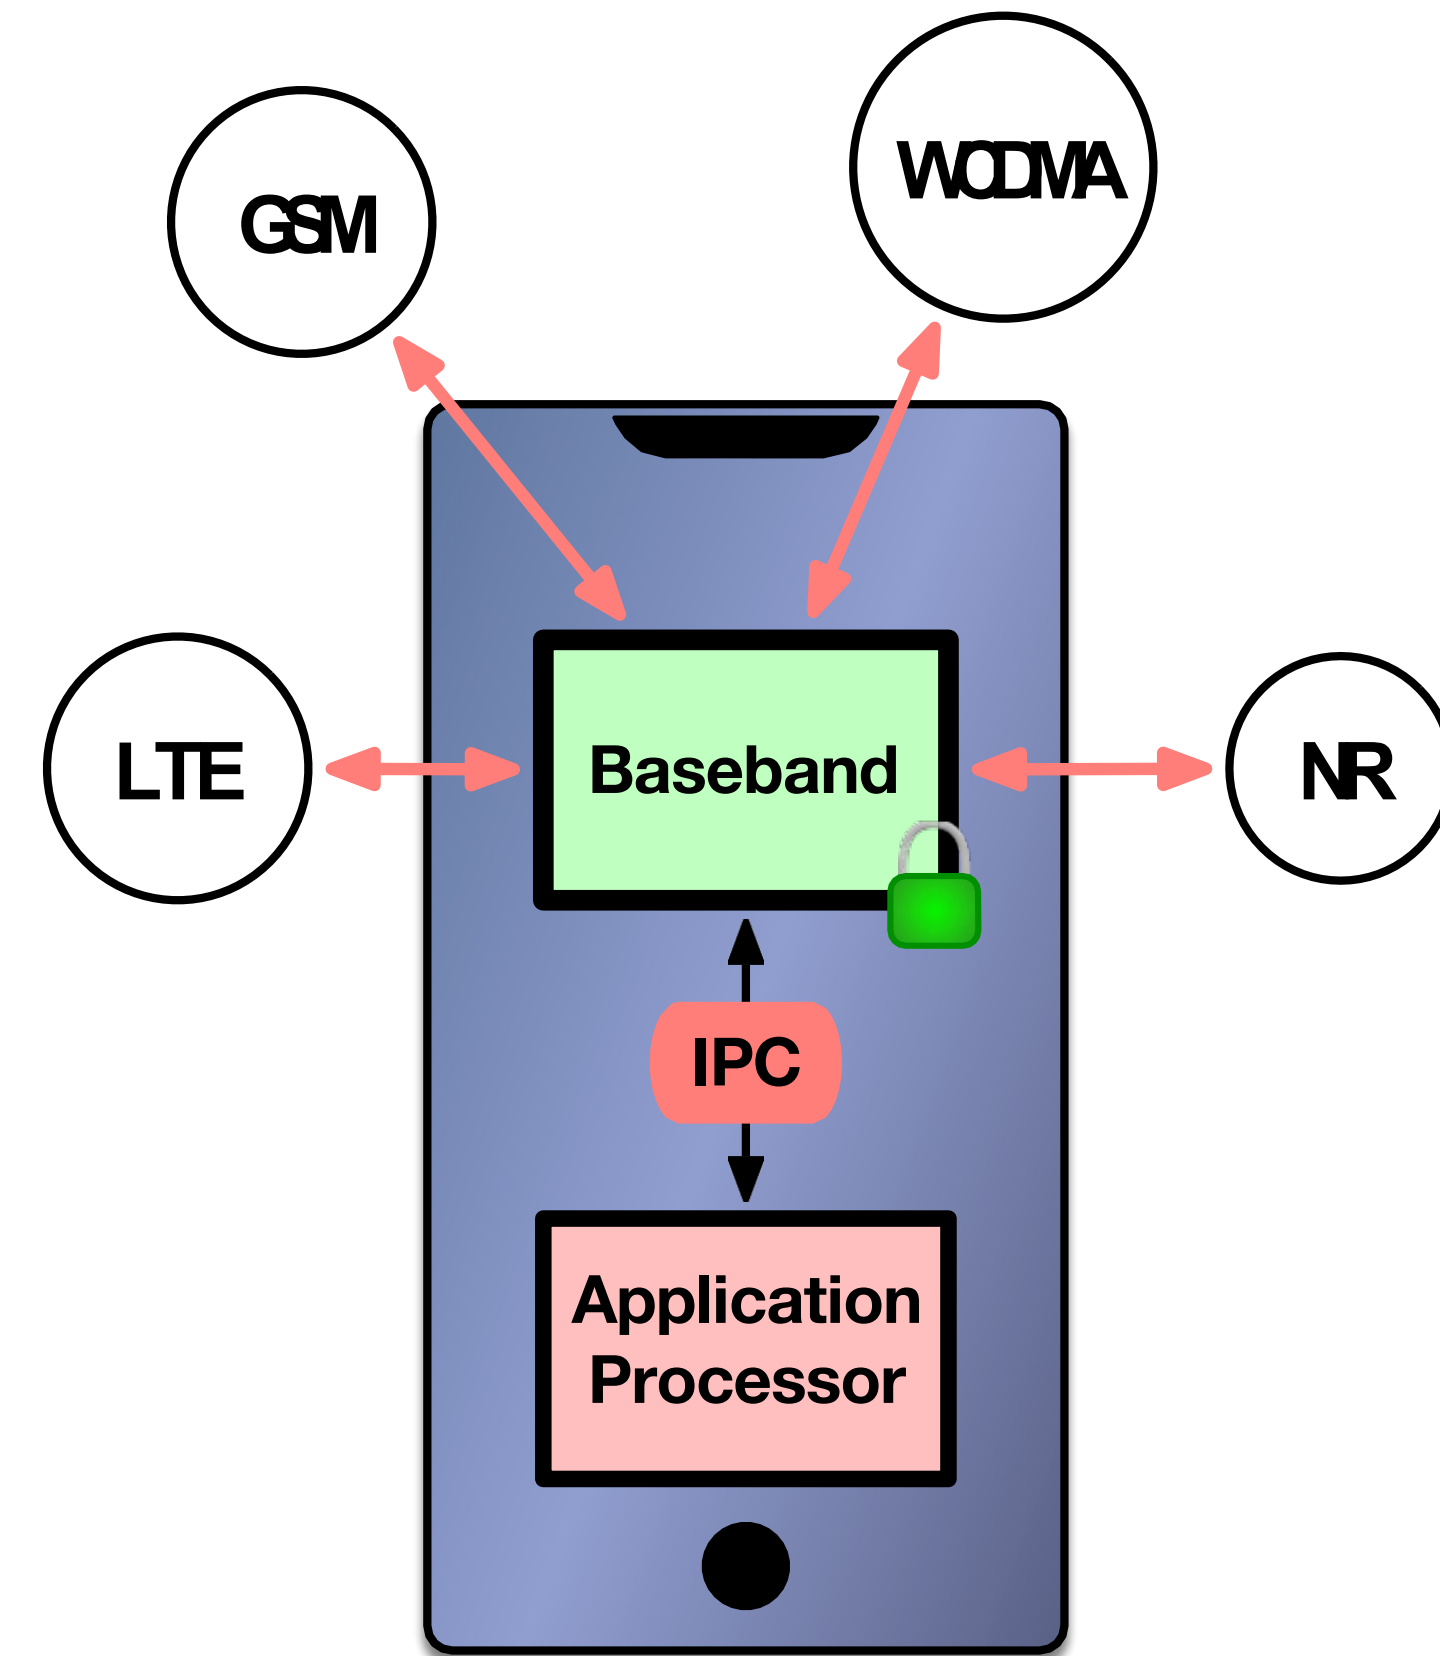 GSM
WCDMA
LTE
Baseband
NR
IPC
Application
Processor